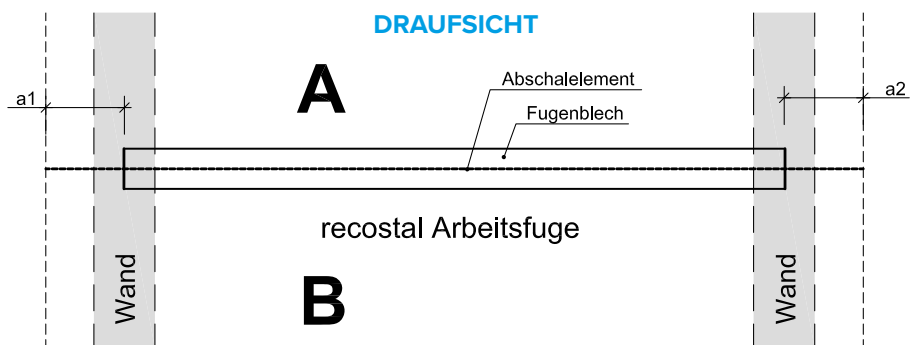 DRAUFSICHT
A
Abschalelement
a1
a2
Fugenblech
recostal Arbeitsfuge
Wand
B
Wand